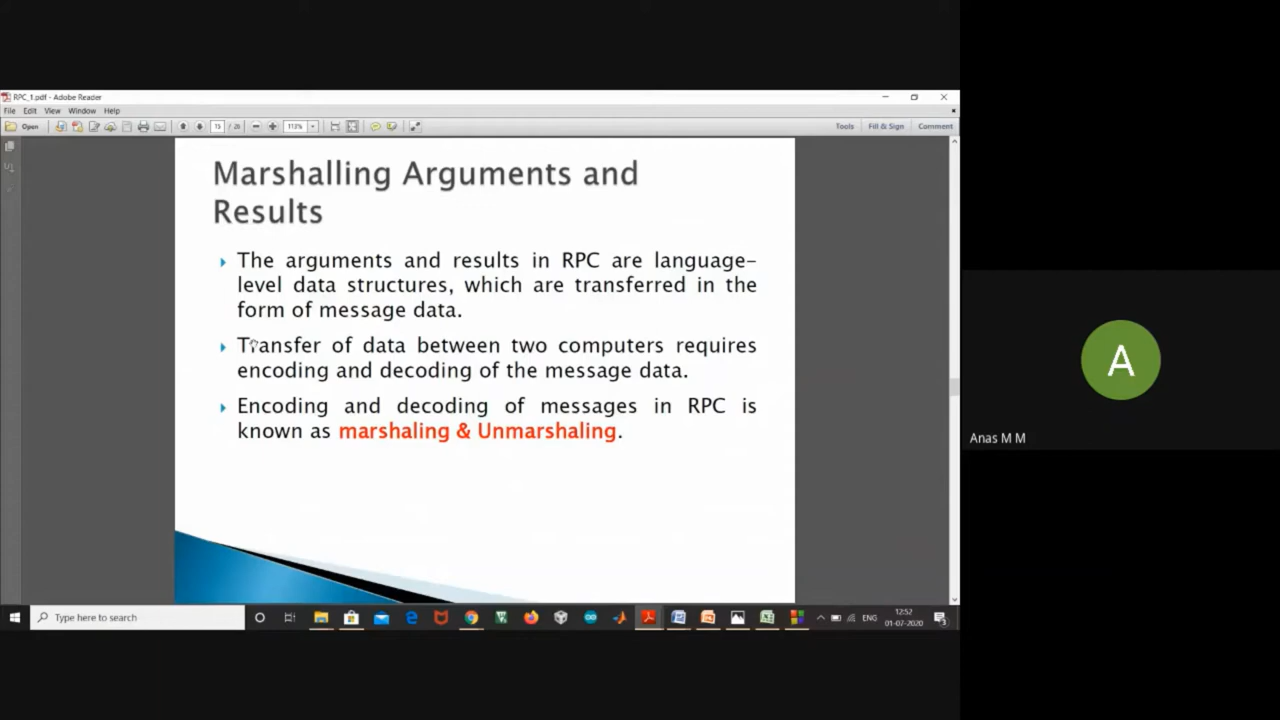 RPC_1.pdf - Adobe Reader
File Edit View Window Help
Open 15 / 26 113% Tools Fill & Sign Comment
Marshalling Arguments and
Results
The arguments and results in RPC are language-
level data structures, which are transferred in the
form of message data.
Transfer of data between two computers requires
encoding and decoding of the message data.
Encoding and decoding of messages in RPC is
known as marshaling & Unmarshaling.
A
Anas M M
Type here to search
ENG
12:52
01-07-2020